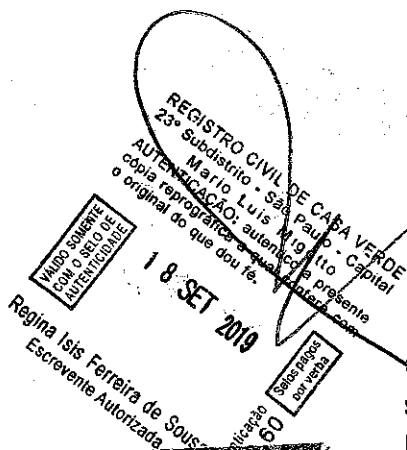 REGISTRO CIVIL DE CASA VERDE
23º Subdistrito - São Paulo - Capital
Mario Luis Migotto
AUTENTICAÇÃO: autentico a presente
cópia reprográfica a qual confere com
o original do que dou fé.
VÁLIDO SOMENTE
COM O SELO DE
AUTENTICIDADE
18 SET 2019
Selos pagos
por verba
Regina Isis Ferreira de Sousa
Escrevente Autorizada
60